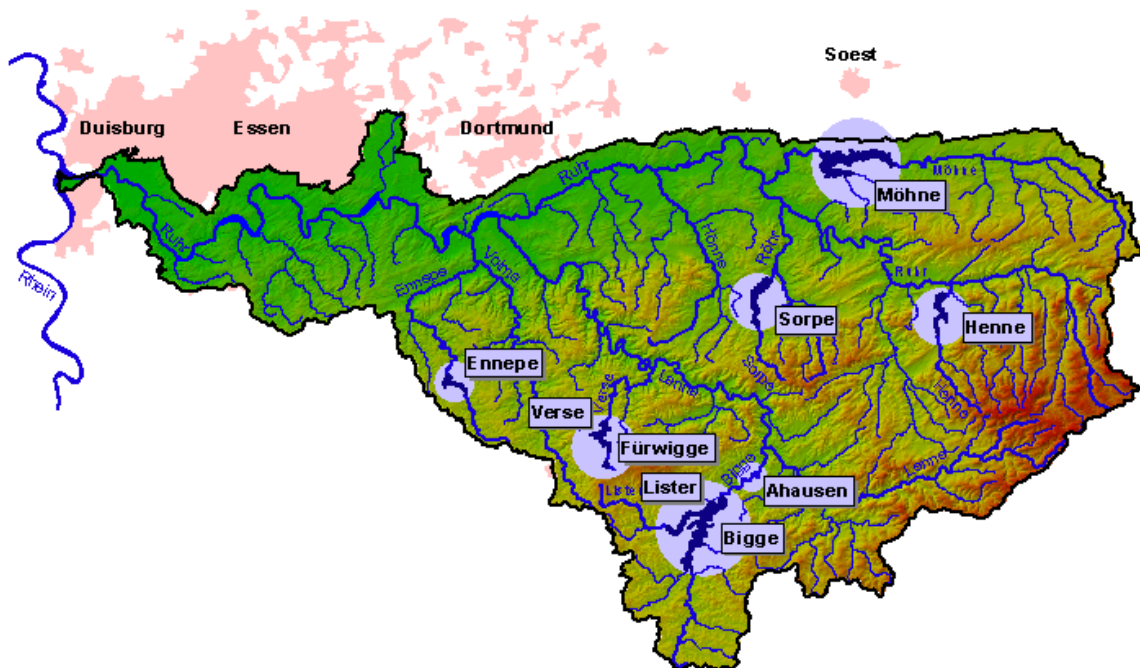 Soest
Duisburg
Essen
Dortmund
Ruhr
Möhne
Möhne
Ruhr
Hönne
Röhr
Rhein
Volme
Ennepe
Ruhr
Sorpe
Henne
Ennepe
Sorpe
Lenne
Verse
Henne
Verse
Fürwigge
Bigge
Lenne
Lister
Lister
Ahausen
Bigge